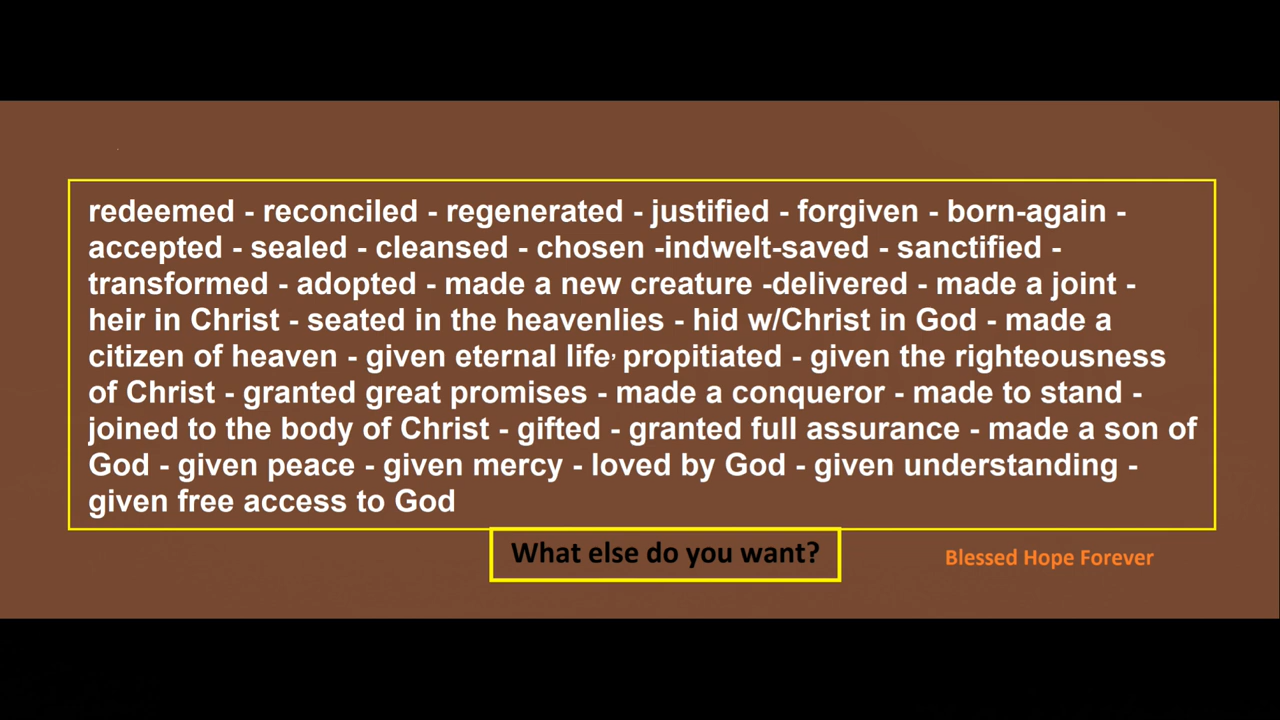 redeemed - reconciled - regenerated - justified - forgiven - born-again -
accepted - sealed - cleansed - chosen -indwelt-saved - sanctified -
transformed - adopted - made a new creature -delivered - made a joint -
heir in Christ - seated in the heavenlies - hid w/Christ in God - made a
citizen of heaven - given eternal life, propitiated - given the righteousness
of Christ - granted great promises - made a conqueror - made to stand -
joined to the body of Christ - gifted - granted full assurance - made a son of
God - given peace - given mercy - loved by God - given understanding -
given free access to God
What else do you want?
Blessed Hope Forever